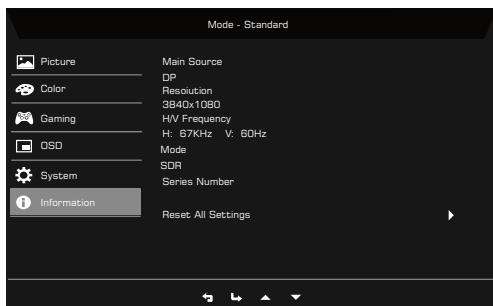 Mode - Standard
Picture
Color
Gaming
OSD
System
Information
Main Source
DP
Resoiution
3840x1080
H/V Frequency
H: 67KHz V: 60Hz
Mode
SDR
Series Number
Reset All Settings